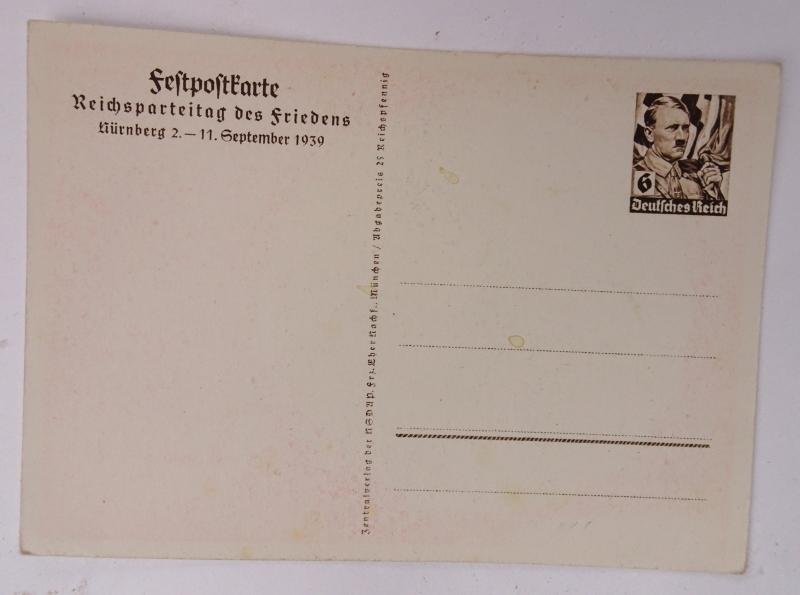 Festpostkarte
Reichsparteitag des Friedens
Nürnberg 2.–11. September 1939
Zentralverlag der NSDAP. Frz. Eher Nachf., München / Abgabepreis 25 Reichspfennig
6
Deutsches Reich